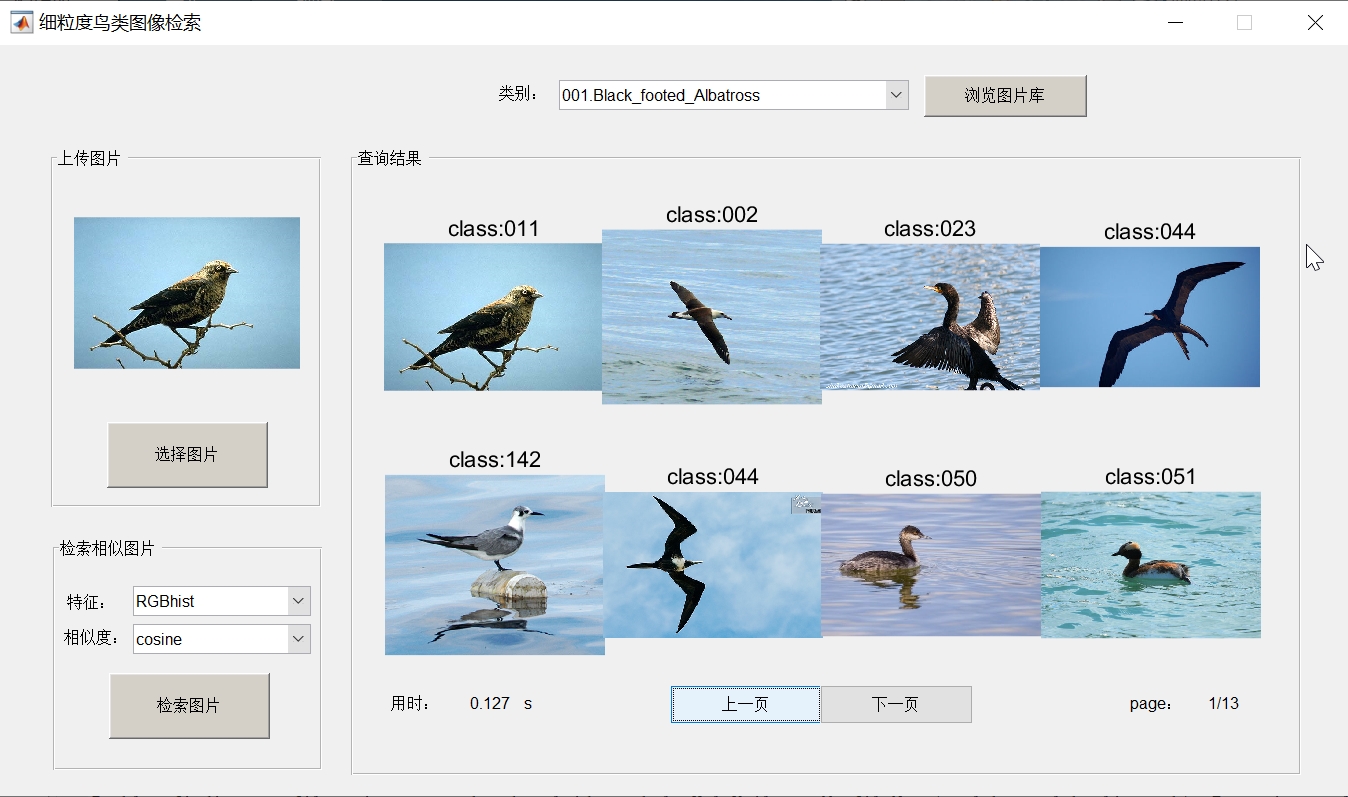 细粒度鸟类图像检索
类别：
001.Black_footed_Albatross
浏览图片库
上传图片
选择图片
检索相似图片
特征：
RGBhist
相似度：
cosine
检索图片
查询结果
class:011
class:002
class:023
class:044
class:142
class:044
class:050
class:051
用时：
0.127 s
上一页
下一页
page：
1/13